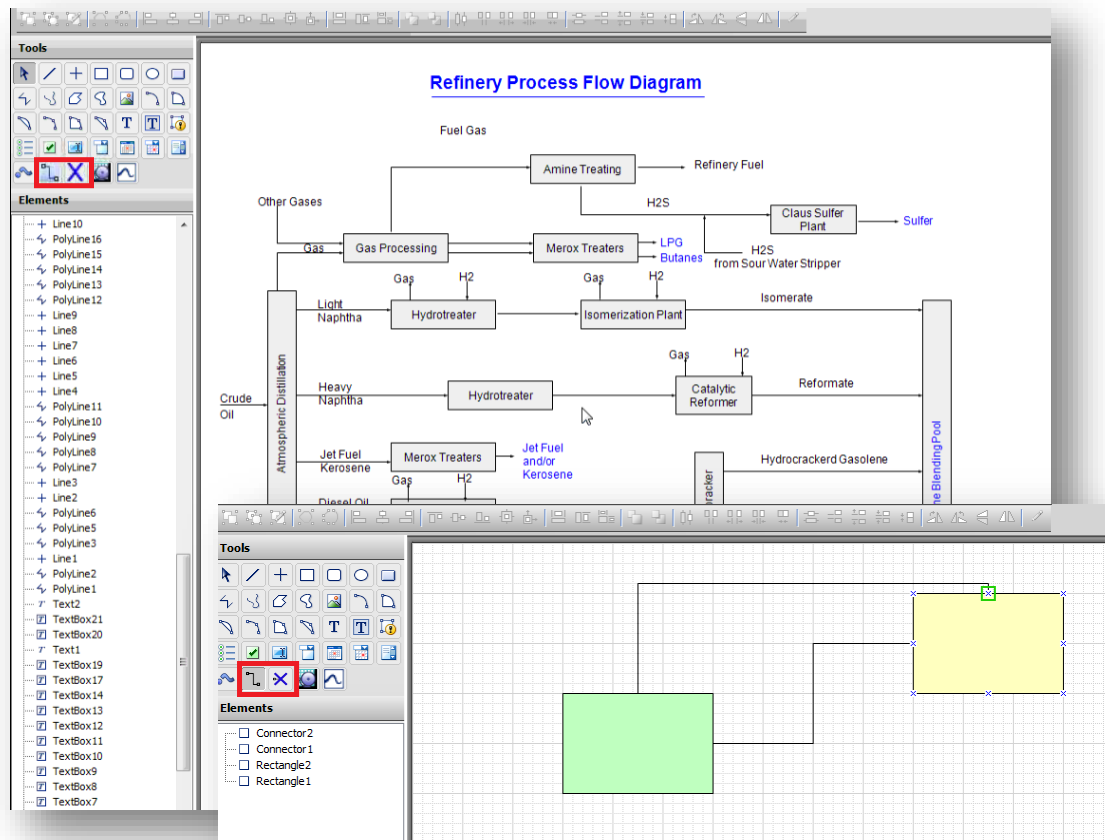 Tools
Elements
Line10
PolyLine16
PolyLine15
PolyLine14
PolyLine13
PolyLine12
Line9
Line8
Line7
Line6
Line5
Line4
PolyLine11
PolyLine10
PolyLine9
PolyLine8
PolyLine7
Line3
Line2
PolyLine6
PolyLine5
PolyLine3
Line1
PolyLine2
PolyLine1
Text2
TextBox21
TextBox20
Text1
TextBox19
TextBox17
TextBox14
TextBox13
TextBox12
TextBox11
TextBox10
TextBox9
TextBox8
TextBox7
Refinery Process Flow Diagram
Fuel Gas
Amine Treating
Refinery Fuel
Other Gases
H2S
Claus Sulfer
Plant
Sulfer
Gas
Gas Processing
Merox Treaters
LPG
Butanes
H2S
from Sour Water Stripper
Gas
H2
Gas
H2
Light
Naphtha
Hydrotreater
Isomerization Plant
Isomerate
Gas
H2
Atmospheric Distillation
Crude
Oil
Heavy
Naphtha
Hydrotreater
Catalytic
Reformer
Reformate
Jet Fuel
Kerosene
Merox Treaters
Jet Fuel
and/or
Kerosene
Hydrocrackerd Gasolene
Gas
H2
Diesel Oil
racker
ne Blending Pool
Tools
Elements
Connector2
Connector1
Rectangle2
Rectangle1